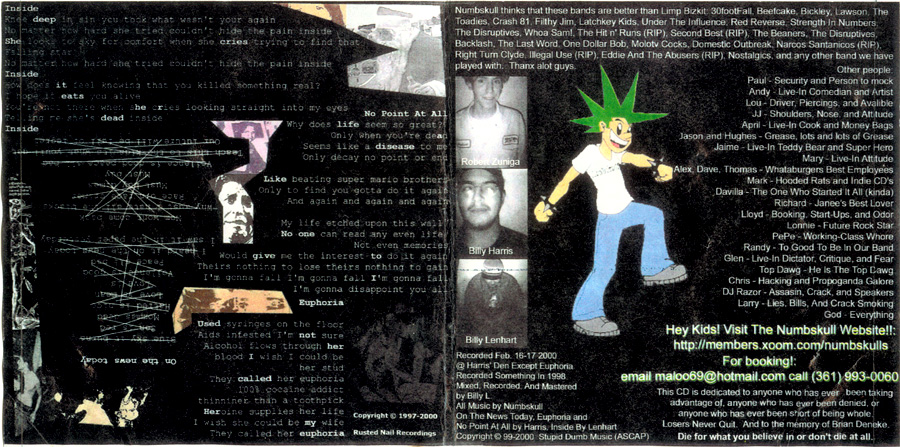 Inside
Knee deep in sin you took what wasn't your again
No matter how hard she tried couldn't hide the pain inside
She looks to sky for comfort when she cries trying to find that
falling star
No matter how hard she tried couldn't hide the pain inside
Inside
How does it feel knowing that you killed something real?
I hope it eats you alive
You're not there when she cries looking straight into my eyes
Telling me she's dead inside
Inside
No Point At All
Why does life seem so great?
Only when you're dead
Seems like a disease to me
Only decay no point or end
Like beating super mario brothers
Only to find you gotta do it again
And again and again and again
My life etched upon this wall
No one can read any even life
Not even memories
Would give me the interest to do it again
Theirs nothing to lose theirs nothing to gain
I'm gonna fall I'm gonna fall I'm gonna fall
I'm gonna disappoint you all
On the news today
Euphoria
Used syringes on the floor
Aids infested I'm not sure
Alcohol flows through her
blood I wish I could be
her stud
They called her euphoria
100% cocaine addict
thinninner than a toothpick
Heroine supplies her life
I wish she could be my wife
They called her euphoria
Copyright © 1997-2000
Rusted Nail Recordings
Numbskull thinks that these bands are better than Limp Bizkit: 30footFall, Beefcake, Bickley, Lawson, The
Toadies, Crash 81, Filthy Jim, Latchkey Kids, Under The Influence, Red Reverse, Strength In Numbers,
The Disruptives, Whoa Sam!, The Hit n' Runs (RIP), Second Best (RIP), The Beaners, The Disruptives,
Backlash, The Last Word, One Dollar Bob, Molotv Cocks, Domestic Outbreak, Narcos Santanicos (RIP),
Right Turn Clyde, Illegal Use (RIP), Eddie And The Abusers (RIP), Nostalgics, and any other band we have
played with. Thanx alot guys.
Other people:
Paul - Security and Person to mock
Andy - Live-In Comedian and Artist
Lou - Driver, Piercings, and Avalible
JJ - Shoulders, Nose, and Attitude
April - Live-In Cook and Money Bags
Jason and Hughes - Grease, lots and lots of Grease
Jaime - Live-In Teddy Bear and Super Hero
Mary - Live-In Attitude
Alex, Dave, Thomas - Whataburgers Best Employees
Mark - Hooded Rats and Indie CD's
Davilla - The One Who Started It All (kinda)
Richard - Janee's Best Lover
Lloyd - Booking, Start-Ups, and Odor
Lonnie - Future Rock Star
PePe - Working-Class Whore
Randy - To Good To Be In Our Band
Glen - Live-In Dictator, Critique, and Fear
Top Dawg - He Is The Top Dawg
Chris - Hacking and Propaganda Galore
DJ Razor - Assasin, Crack, and Speakers
Larry - Lies, Bills, And Crack Smoking
God - Everything
Robert Zuniga
Billy Harris
Billy Lenhart
Recorded Feb. 16-17 2000
@ Harris' Den Except Euphoria
Recorded Something In 1998.
Mixed, Recorded, And Mastered
by Billy L
All Music by Numbskull
On The News Today, Euphoria and
No Point At All by Harris, Inside By Lenhart
Copyright © 99-2000. Stupid Dumb Music (ASCAP)
Hey Kids! Visit The Numbskull Website!!:
http://members.xoom.com/numbskulls
For booking!:
email maloo69@hotmail.com call (361) 993-0060
This CD is dedicated to anyone who has ever been taking
advantage of, anyone who has ever been denied, or
anyone who has ever been short of being whole.
Losers Never Quit. And to the memory of Brian Deneke.
Die for what you believe in or don't die at all.